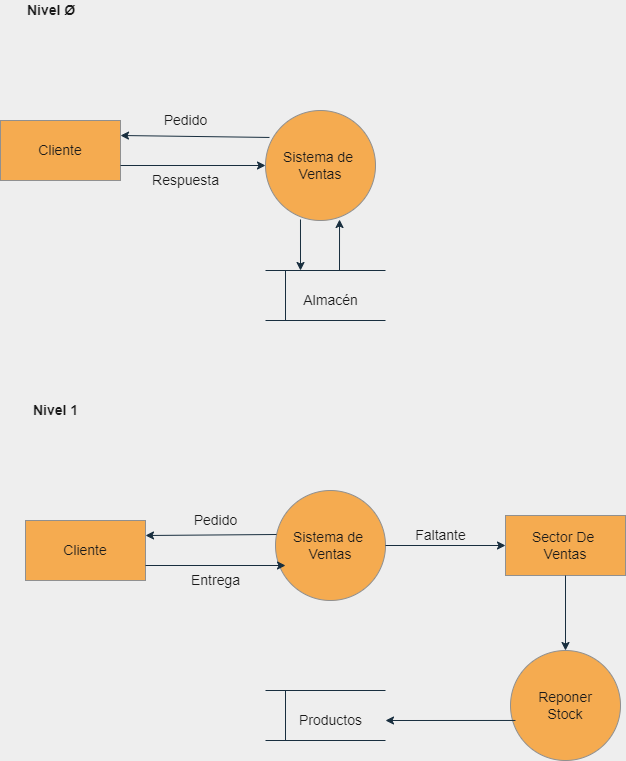 Nivel Ø
Pedido
Cliente
Sistema de
Ventas
Respuesta
Almacén
Nivel 1
Pedido
Cliente
Sistema de
Ventas
Faltante
Sector De
Ventas
Entrega
Reponer
Stock
Productos